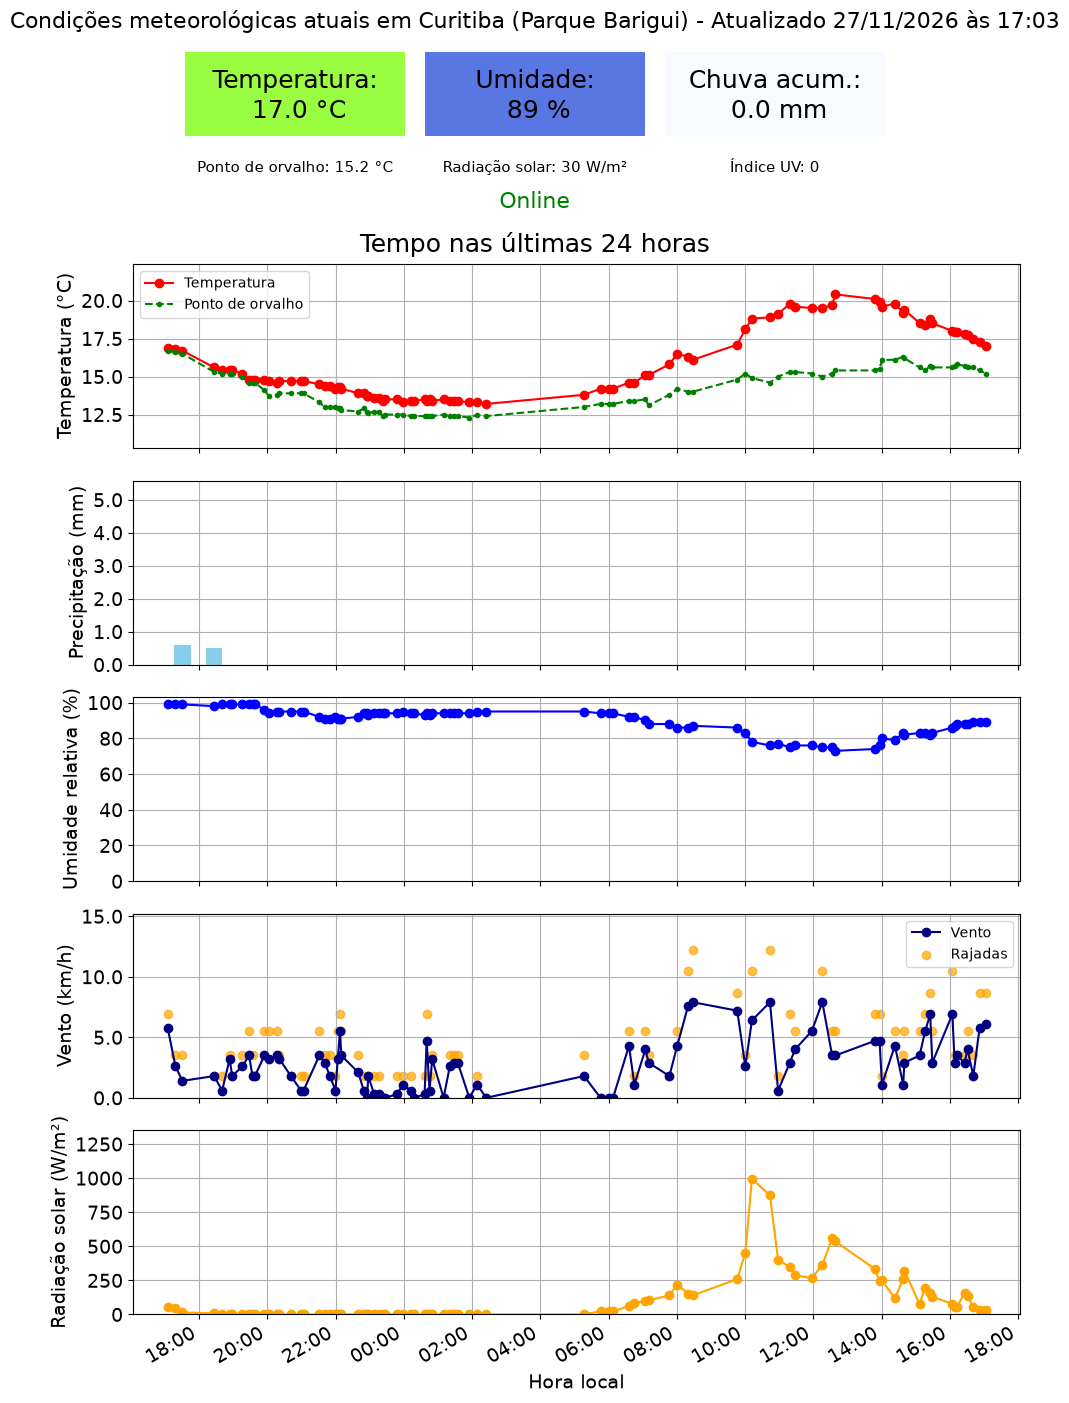 Condições meteorológicas atuais em Curitiba (Parque Barigui) - Atualizado 27/11/2026 às 17:03
Temperatura:
17.0 °C
Umidade:
89 %
Chuva acum.:
0.0 mm
Ponto de orvalho: 15.2 °C
Radiação solar: 30 W/m²
Índice UV: 0
Online
Tempo nas últimas 24 horas
Temperatura (°C)
20.0
17.5
15.0
12.5
Temperatura
Ponto de orvalho
Precipitação (mm)
5.0
4.0
3.0
2.0
1.0
0.0
Umidade relativa (%)
100
80
60
40
20
0
Vento (km/h)
15.0
10.0
5.0
0.0
Vento
Rajadas
Radiação solar (W/m²)
1250
1000
750
500
250
0
18:00
20:00
22:00
00:00
02:00
04:00
06:00
08:00
10:00
12:00
14:00
16:00
18:00
Hora local